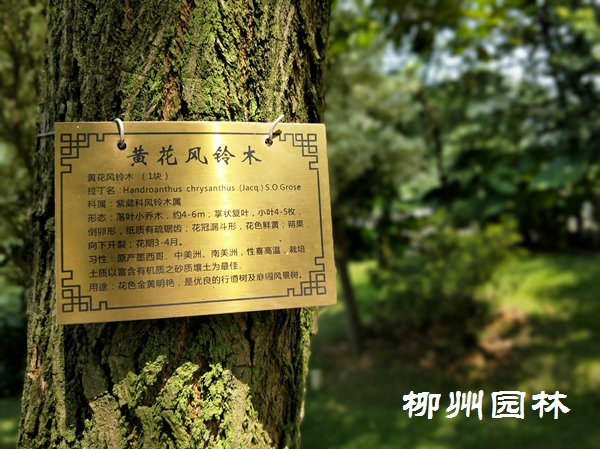 黄花风铃木
黄花风铃木 (1块)
拉丁名:Handroanthus chrysanthus (Jacq.) S.O.Grose
科属:紫葳科风铃木属
形态:落叶小乔木,约4-6m;掌状复叶,小叶4-5枚,
倒卵形,纸质有疏锯齿;花冠漏斗形,花色鲜黄;蒴果
向下开裂;花期3-4月。
习性:原产墨西哥、中美洲、南美洲,性喜高温,栽培
土质以富含有机质之砂质壤土为最佳.
用途:花色金黄明艳,是优良的行道树及庭园风景树。
柳州园林